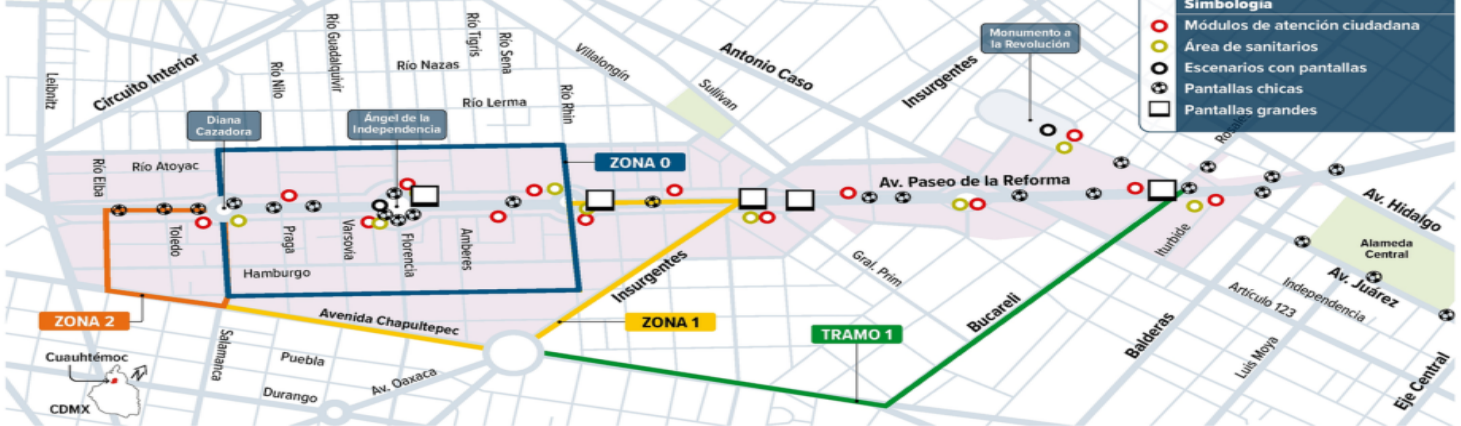 Simbología
Módulos de atención ciudadana
Área de sanitarios
Escenarios con pantallas
Pantallas chicas
Pantallas grandes
Monumento a
la Revolución
Leibnitz
Circuito Interior
Río Nilo
Río Guadalquivir
Río Nazas
Río Tigris
Río Sena
Río Lerma
Río Rhin
Villalongín
Sullivan
Antonio Caso
Insurgentes
Diana
Cazadora
Ángel de la
Independencia
Río Elba
Río Atoyac
ZONA 0
Av. Paseo de la Reforma
Toledo
Praga
Varsovia
Florencia
Amberes
Hamburgo
Insurgentes
Gral. Prim
Iturbide
Av. Hidalgo
Alameda
Central
Av. Juárez
Independencia
Artículo 123
ZONA 2
Avenida Chapultepec
ZONA 1
TRAMO 1
Bucareli
Balderas
Luis Moya
Eje Central
Salamanca
Puebla
Durango
Av. Oaxaca
Cuauhtémoc
CDMX